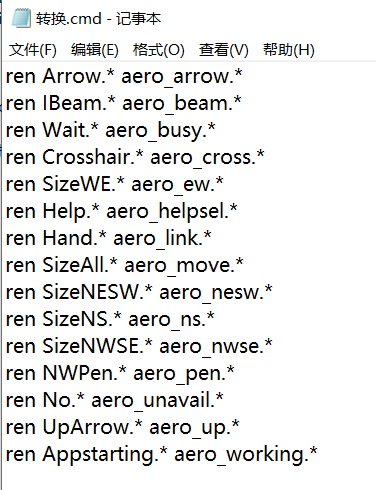 转换.cmd - 记事本
文件(F) 编辑(E) 格式(O) 查看(V) 帮助(H)
ren Arrow.* aero_arrow.*
ren IBeam.* aero_beam.*
ren Wait.* aero_busy.*
ren Crosshair.* aero_cross.*
ren SizeWE.* aero_ew.*
ren Help.* aero_helpsel.*
ren Hand.* aero_link.*
ren SizeAll.* aero_move.*
ren SizeNESW.* aero_nesw.*
ren SizeNS.* aero_ns.*
ren SizeNWSE.* aero_nwse.*
ren NWPen.* aero_pen.*
ren No.* aero_unavail.*
ren UpArrow.* aero_up.*
ren Appstarting.* aero_working.*